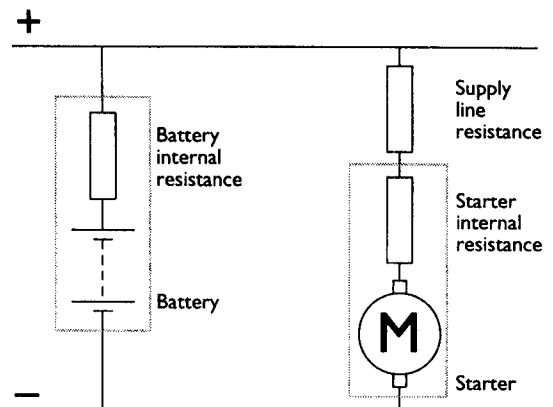 +
Battery
internal
resistance
Battery
Supply
line
resistance
Starter
internal
resistance
M
Starter
−